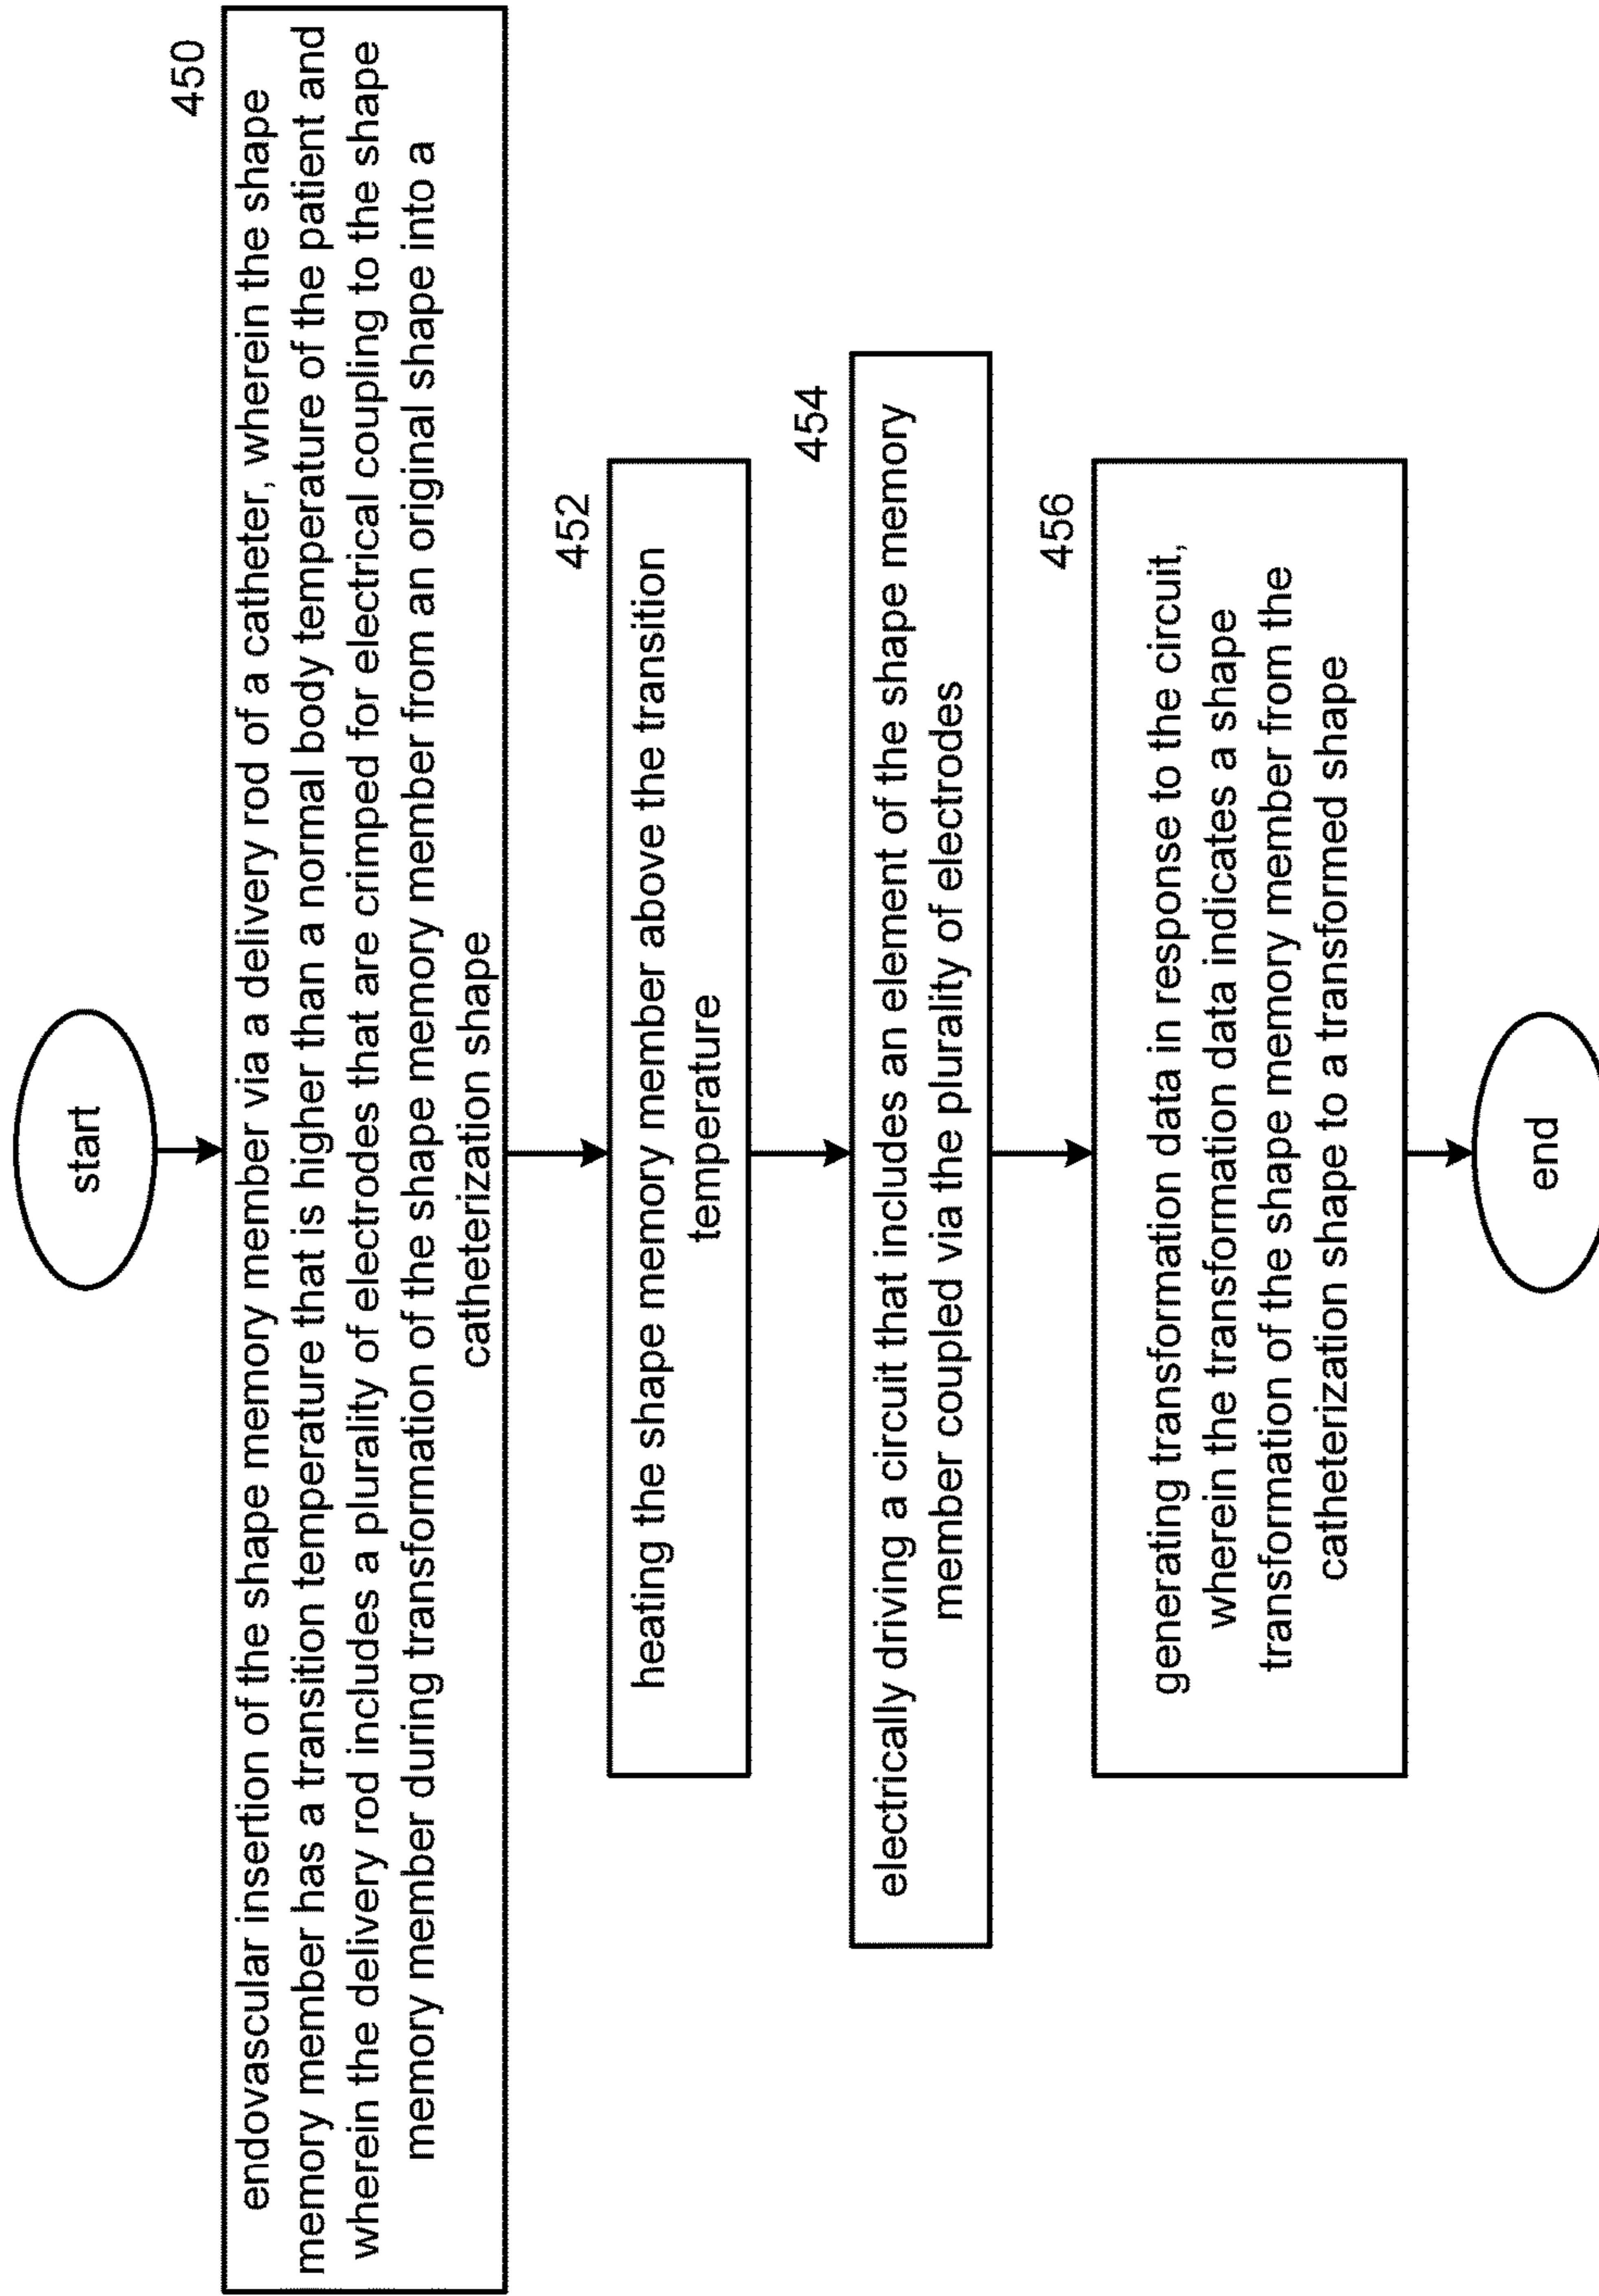 start
450
endovascular insertion of the shape memory member via a delivery rod of a catheter, wherein the shape
memory member has a transition temperature that is higher than a normal body temperature of the patient and
wherein the delivery rod includes a plurality of electrodes that are crimped for electrical coupling to the shape
memory member during transformation of the shape memory member from an original shape into a
catheterization shape
452
heating the shape memory member above the transition
temperature
454
electrically driving a circuit that includes an element of the shape memory
member coupled via the plurality of electrodes
456
generating transformation data in response to the circuit,
wherein the transformation data indicates a shape
transformation of the shape memory member from the
catheterization shape to a transformed shape
end